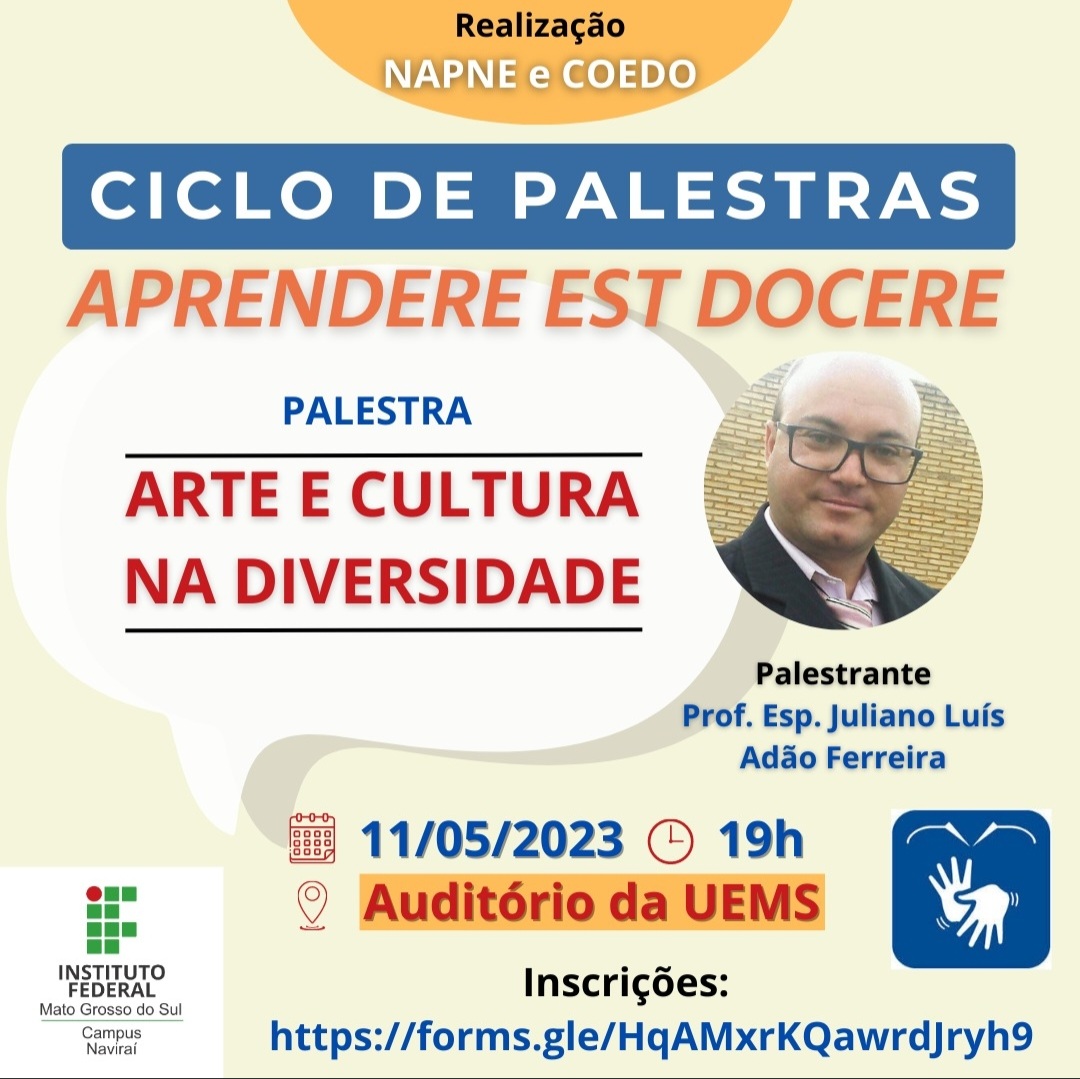 Realização
NAPNE e COEDO
CICLO DE PALESTRAS
APRENDERE EST DOCERE
PALESTRA
ARTE E CULTURA
NA DIVERSIDADE
Palestrante
Prof. Esp. Juliano Luís
Adão Ferreira
11/05/2023 19h
Auditório da UEMS
INSTITUTO
FEDERAL
Mato Grosso do Sul
Campus
Naviraí
Inscrições:
https://forms.gle/HqAMxrKQawrdJryh9